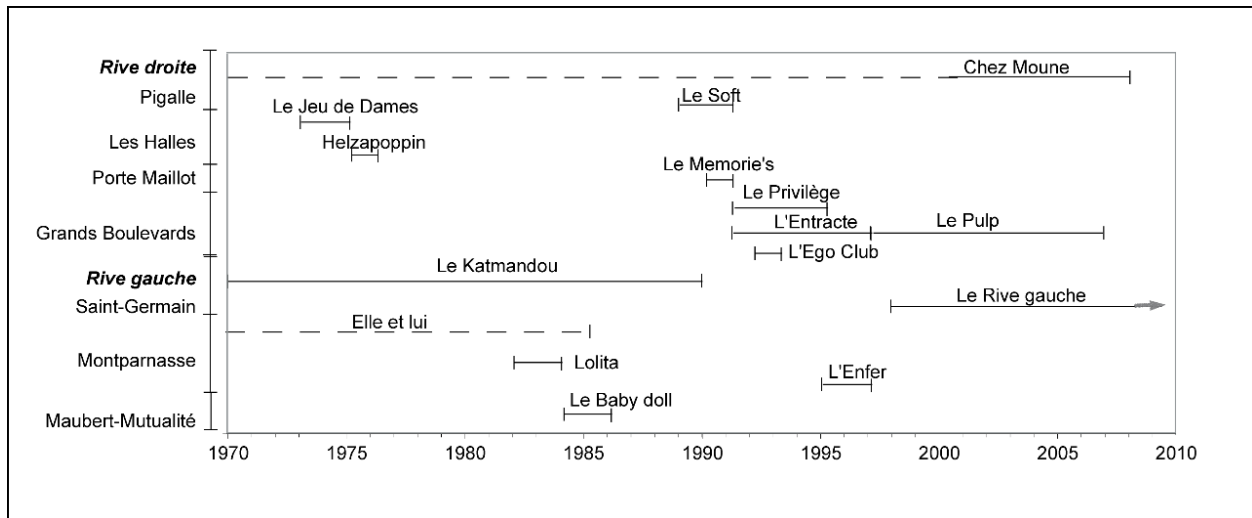 Rive droite
Chez Moune
Pigalle
Le Soft
Le Jeu de Dames
Les Halles
Helzapoppin
Porte Maillot
Le Memorie's
Le Privilège
Grands Boulevards
L'Entracte
Le Pulp
L'Ego Club
Rive gauche
Le Katmandou
Saint-Germain
Le Rive gauche
Elle et lui
Montparnasse
Lolita
L'Enfer
Le Baby doll
Maubert-Mutualité
1970 1975 1980 1985 1990 1995 2000 2005 2010